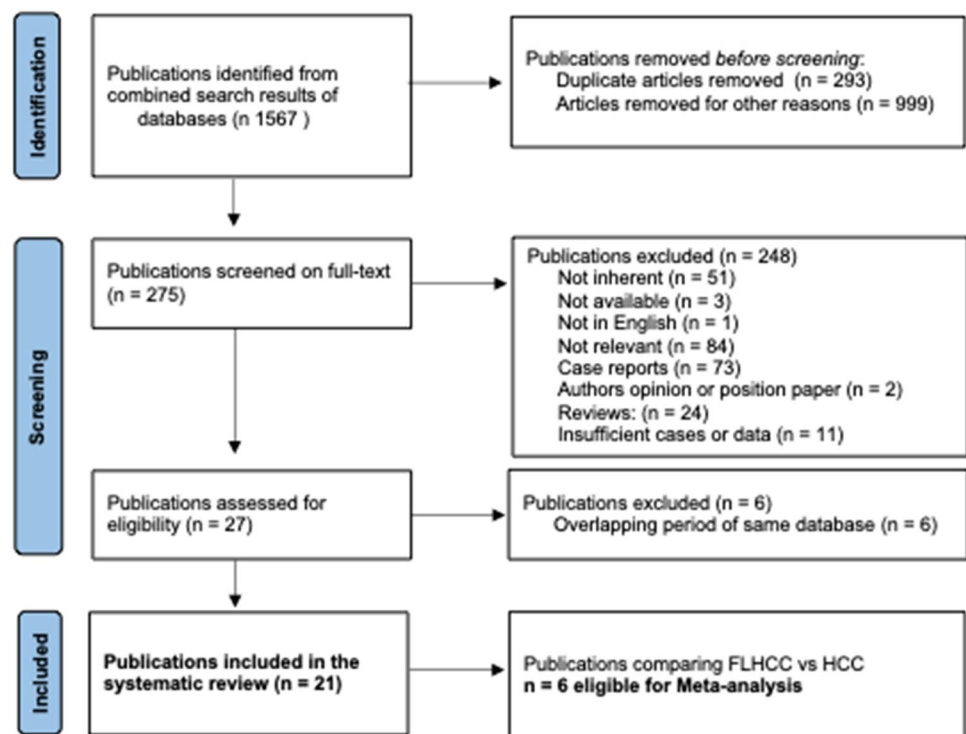 Identification
Publications identified from
combined search results of
databases (n 1567 )
Publications removed before screening:
Duplicate articles removed (n = 293)
Articles removed for other reasons (n = 999)
Screening
Publications screened on full-text
(n = 275)
Publications excluded (n = 248)
Not inherent (n = 51)
Not available (n = 3)
Not in English (n = 1)
Not relevant (n = 84)
Case reports (n = 73)
Authors opinion or position paper (n = 2)
Reviews: (n = 24)
Insufficient cases or data (n = 11)
Publications assessed for
eligibility (n = 27)
Publications excluded (n = 6)
Overlapping period of same database (n = 6)
Included
Publications included in the
systematic review (n = 21)
Publications comparing FLHCC vs HCC
n = 6 eligible for Meta-analysis